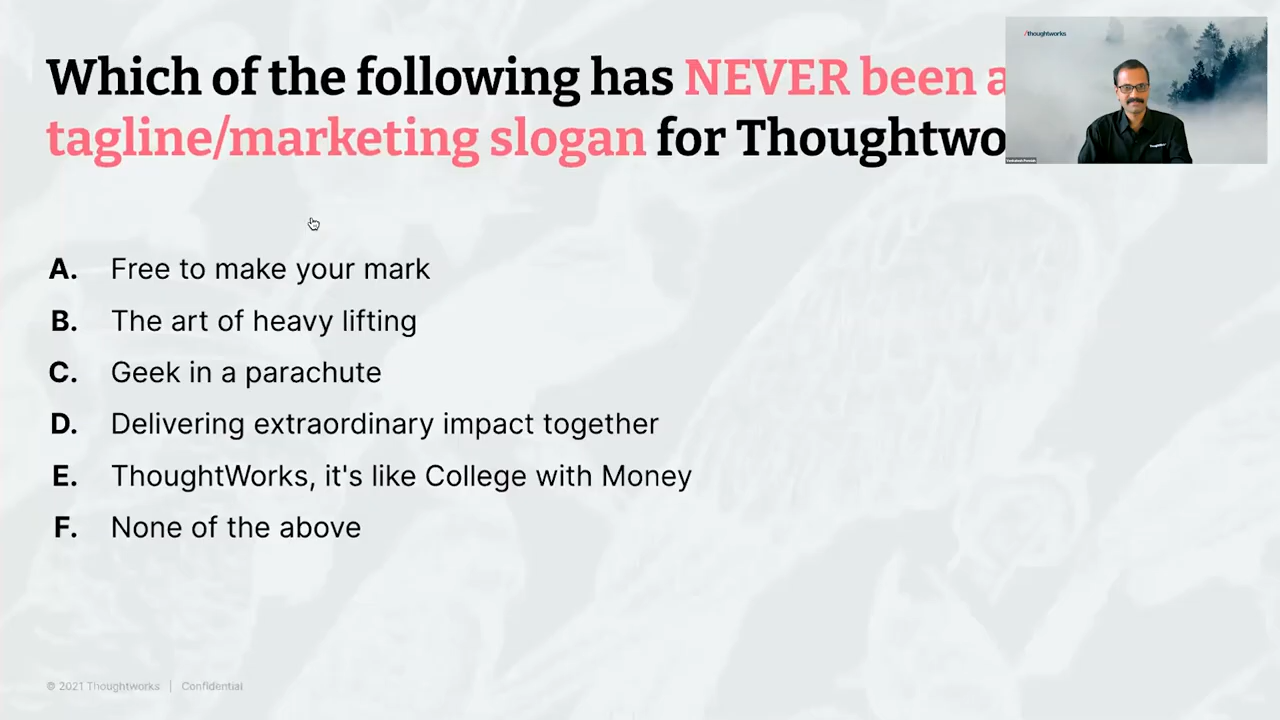 Which of the following has NEVER been a
tagline/marketing slogan for Thoughtwo
/thoughtworks
A. Free to make your mark
B. The art of heavy lifting
C. Geek in a parachute
D. Delivering extraordinary impact together
E. ThoughtWorks, it's like College with Money
F. None of the above
© 2021 Thoughtworks | Confidential